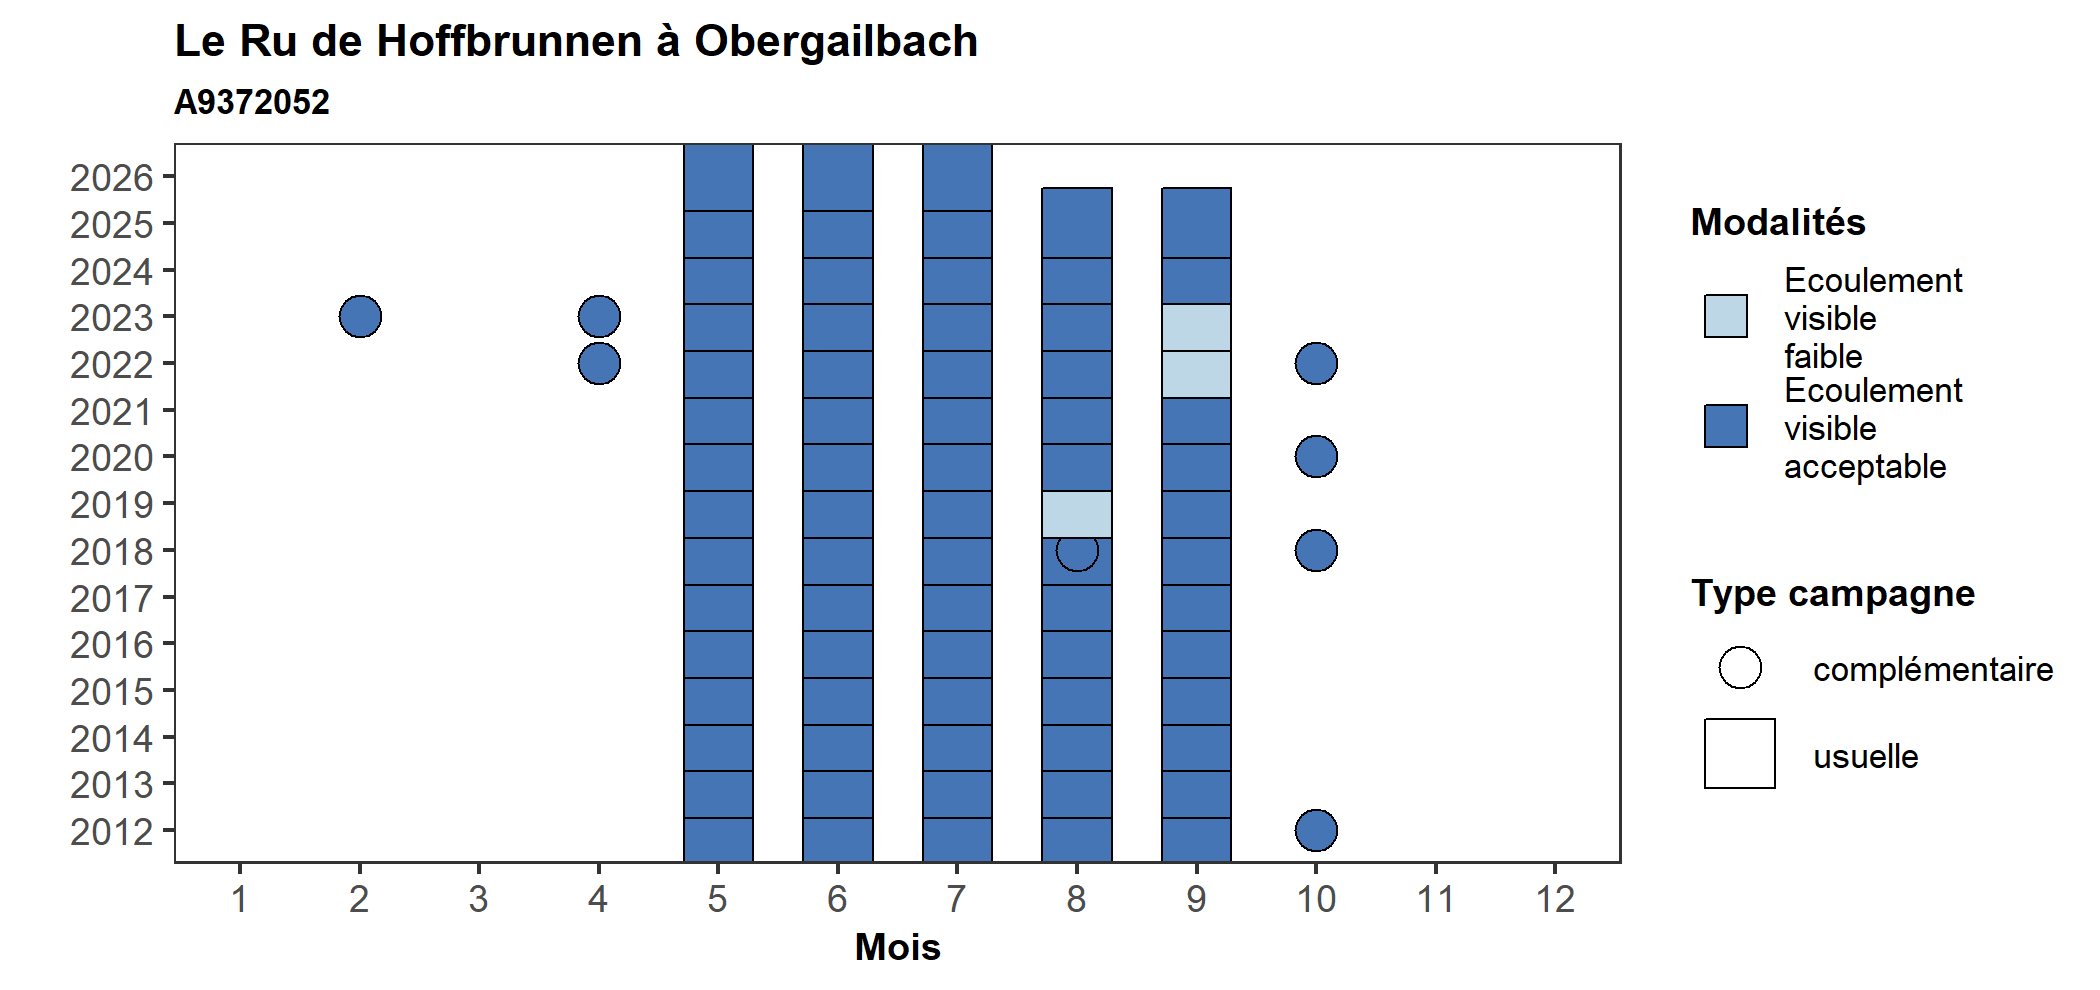 Le Ru de Hoffbrunnen à Obergailbach
A9372052
2026
2025
2024
2023
2022
2021
2020
2019
2018
2017
2016
2015
2014
2013
2012
1 2 3 4 5 6 7 8 9 10 11 12
Mois
Modalités
Ecoulement
visible
faible
Ecoulement
visible
acceptable
Type campagne
complémentaire
usuelle